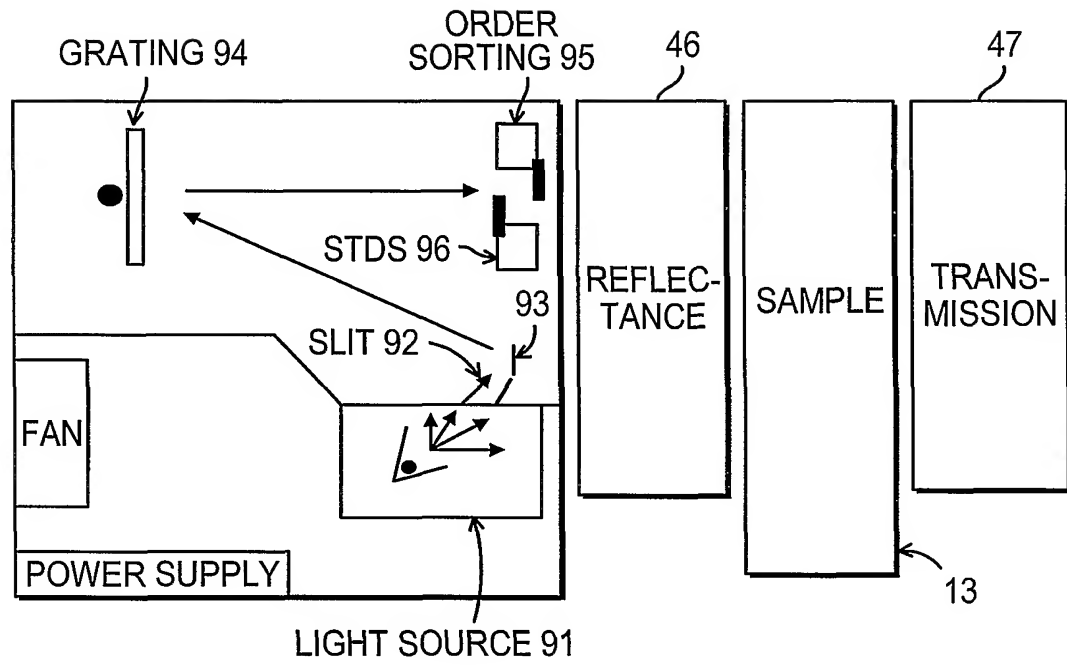 ORDER
SORTING 95
GRATING 94
46
47
STDS 96
93
SLIT 92
REFLEC-
TANCE
SAMPLE
TRANS-
MISSION
FAN
POWER SUPPLY
13
LIGHT SOURCE 91